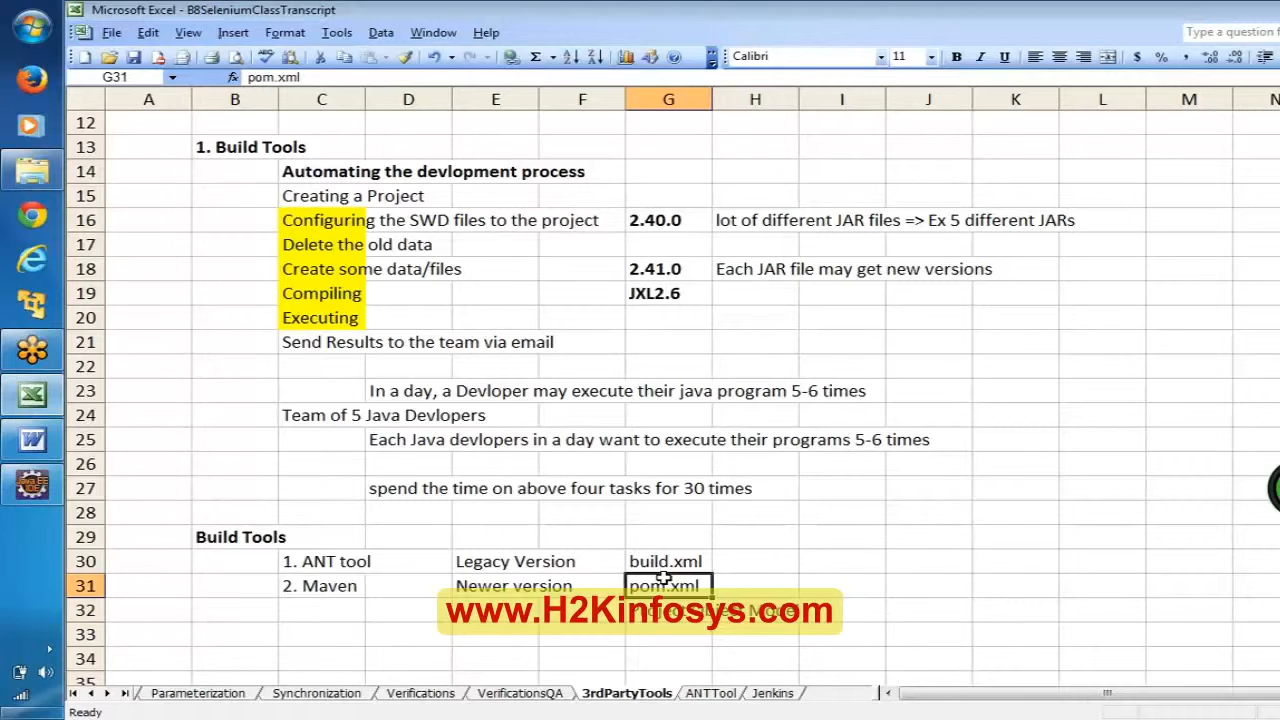 Microsoft Excel - B8SeleniumClassTranscript
File Edit View Insert Format Tools Data Window Help
Type a question f
Calibri 11 B I U
G31 fx pom.xml
A B C D E F G H I J K L M N
12
13 1. Build Tools
14 Automating the devlopment process
15 Creating a Project
16 Configuring the SWD files to the project 2.40.0 lot of different JAR files => Ex 5 different JARs
17 Delete the old data
18 Create some data/files 2.41.0 Each JAR file may get new versions
19 Compiling JXL2.6
20 Executing
21 Send Results to the team via email
22
23 In a day, a Devloper may execute their java program 5-6 times
24 Team of 5 Java Devlopers
25 Each Java devlopers in a day want to execute their programs 5-6 times
26
27 spend the time on above four tasks for 30 times
28
29 Build Tools
30 1. ANT tool Legacy Version build.xml
31 2. Maven Newer version pom.xml
32
www.H2Kinfosys.com
33
34
35
Parameterization Synchronization Verifications VerificationsQA 3rdPartyTools ANTTool Jenkins
Ready